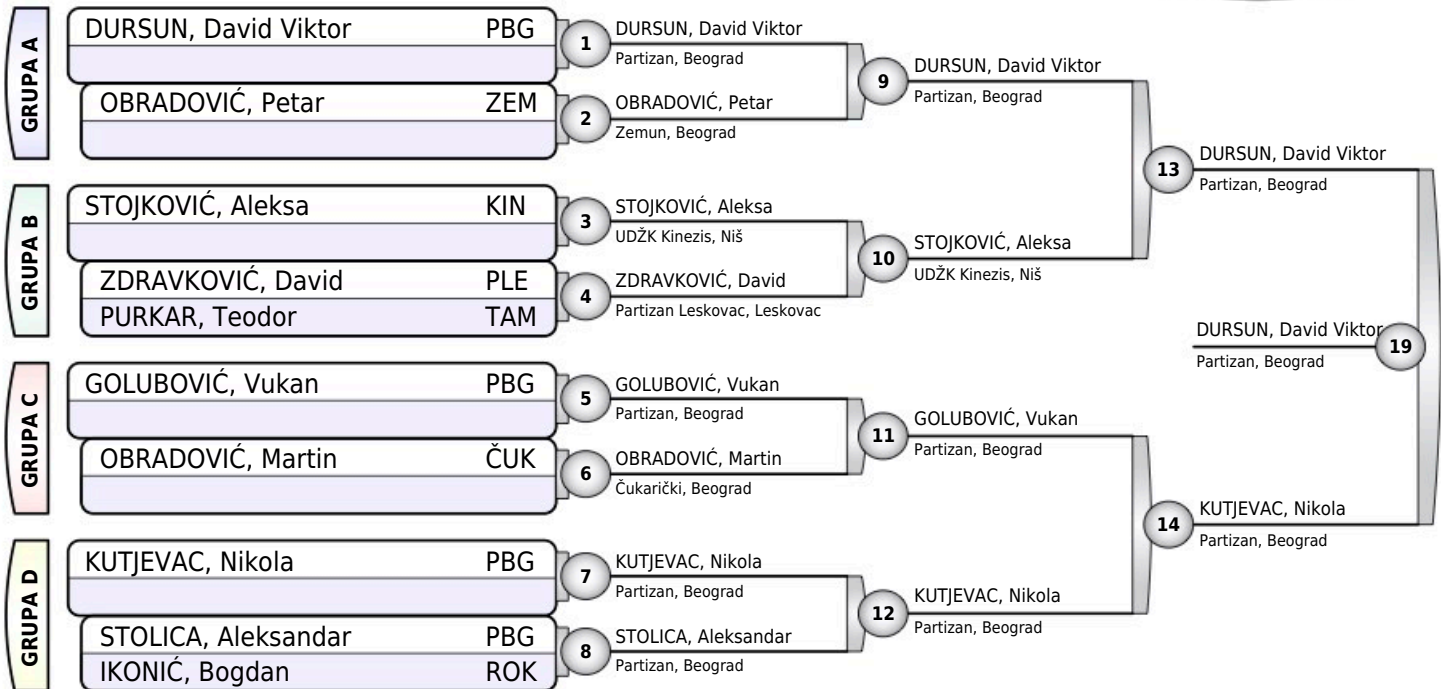 GRUPA A
DURSUN, David Viktor PBG
OBRADOVIĆ, Petar ZEM
GRUPA B
STOJKOVIĆ, Aleksa KIN
ZDRAVKOVIĆ, David PLE
PURKAR, Teodor TAM
GRUPA C
GOLUBOVIĆ, Vukan PBG
OBRADOVIĆ, Martin ČUK
GRUPA D
KUTJEVAC, Nikola PBG
STOLICA, Aleksandar PBG
IKONIĆ, Bogdan ROK
1
DURSUN, David Viktor
Partizan, Beograd
2
OBRADOVIĆ, Petar
Zemun, Beograd
3
STOJKOVIĆ, Aleksa
UDŽK Kinezis, Niš
4
ZDRAVKOVIĆ, David
Partizan Leskovac, Leskovac
5
GOLUBOVIĆ, Vukan
Partizan, Beograd
6
OBRADOVIĆ, Martin
Čukarički, Beograd
7
KUTJEVAC, Nikola
Partizan, Beograd
8
STOLICA, Aleksandar
Partizan, Beograd
9
DURSUN, David Viktor
Partizan, Beograd
10
STOJKOVIĆ, Aleksa
UDŽK Kinezis, Niš
11
GOLUBOVIĆ, Vukan
Partizan, Beograd
12
KUTJEVAC, Nikola
Partizan, Beograd
13
DURSUN, David Viktor
Partizan, Beograd
14
KUTJEVAC, Nikola
Partizan, Beograd
DURSUN, David Viktor
Partizan, Beograd
19